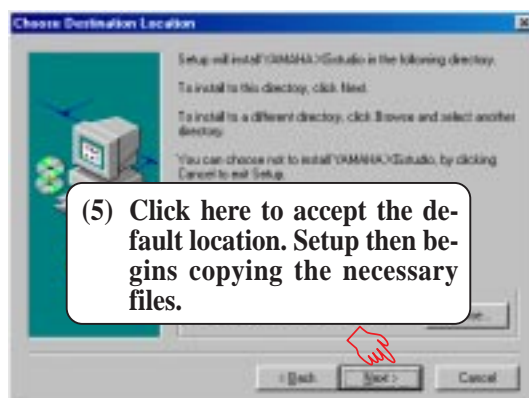 Choose Destination Location
Setup will install YAMAHA XGstudio in the following directory.
To install to this directory, click Next.
To install to a different directory, click Browse and select another
directory.
You can choose not to install YAMAHA XGstudio, by clicking
Cancel to exit Setup.
(5) Click here to accept the de-
fault location. Setup then be-
gins copying the necessary
files.
< Back
Next >
Cancel